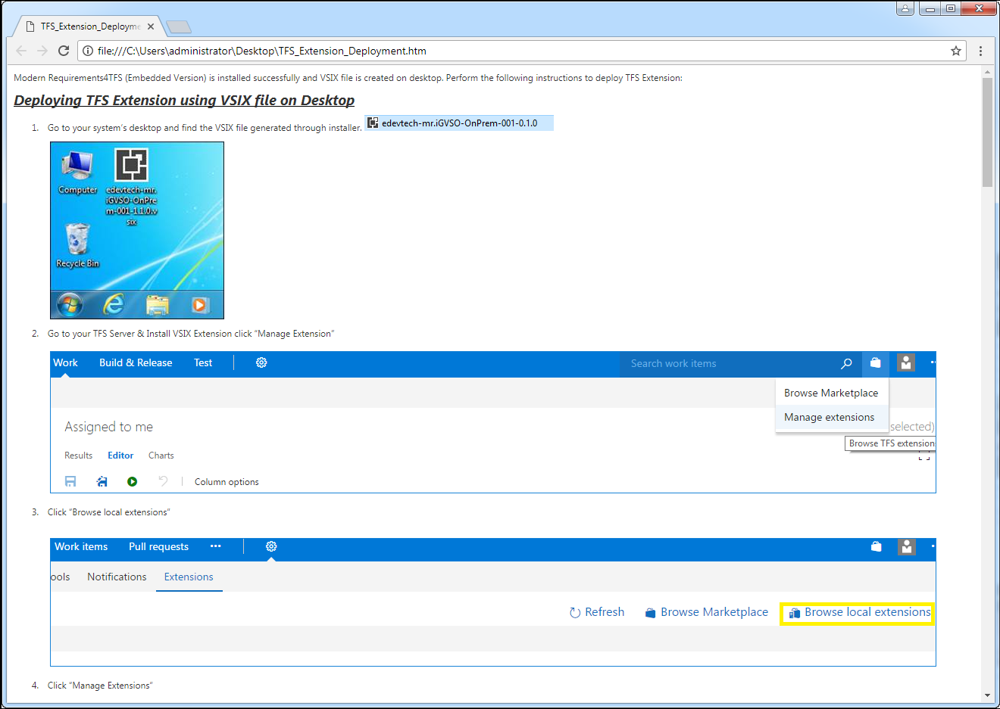 TFS_Extension_Deployme
file:///C:\Users\administrator\Desktop\TFS_Extension_Deployment.htm
Modern Requirements4TFS (Embedded Version) is installed successfully and VSIX file is created on desktop. Perform the following instructions to deploy TFS Extension:
Deploying TFS Extension using VSIX file on Desktop
1. Go to your system's desktop and find the VSIX file generated through installer. edevtech-mr.iGVSO-OnPrem-001-0.1.0
Computer
edevtech-mr.
iGVSO-OnPre
m-001-1.1.0.v
six
Recycle Bin
2. Go to your TFS Server & Install VSIX Extension click “Manage Extension”
Work Build & Release Test Search work items
Browse Marketplace
Manage extensions
Assigned to me selected)
Browse TFS extension
Results Editor Charts
Column options
3. Click “Browse local extensions”
Work items Pull requests ···
ools Notifications Extensions
Refresh Browse Marketplace Browse local extensions
4. Click “Manage Extensions”